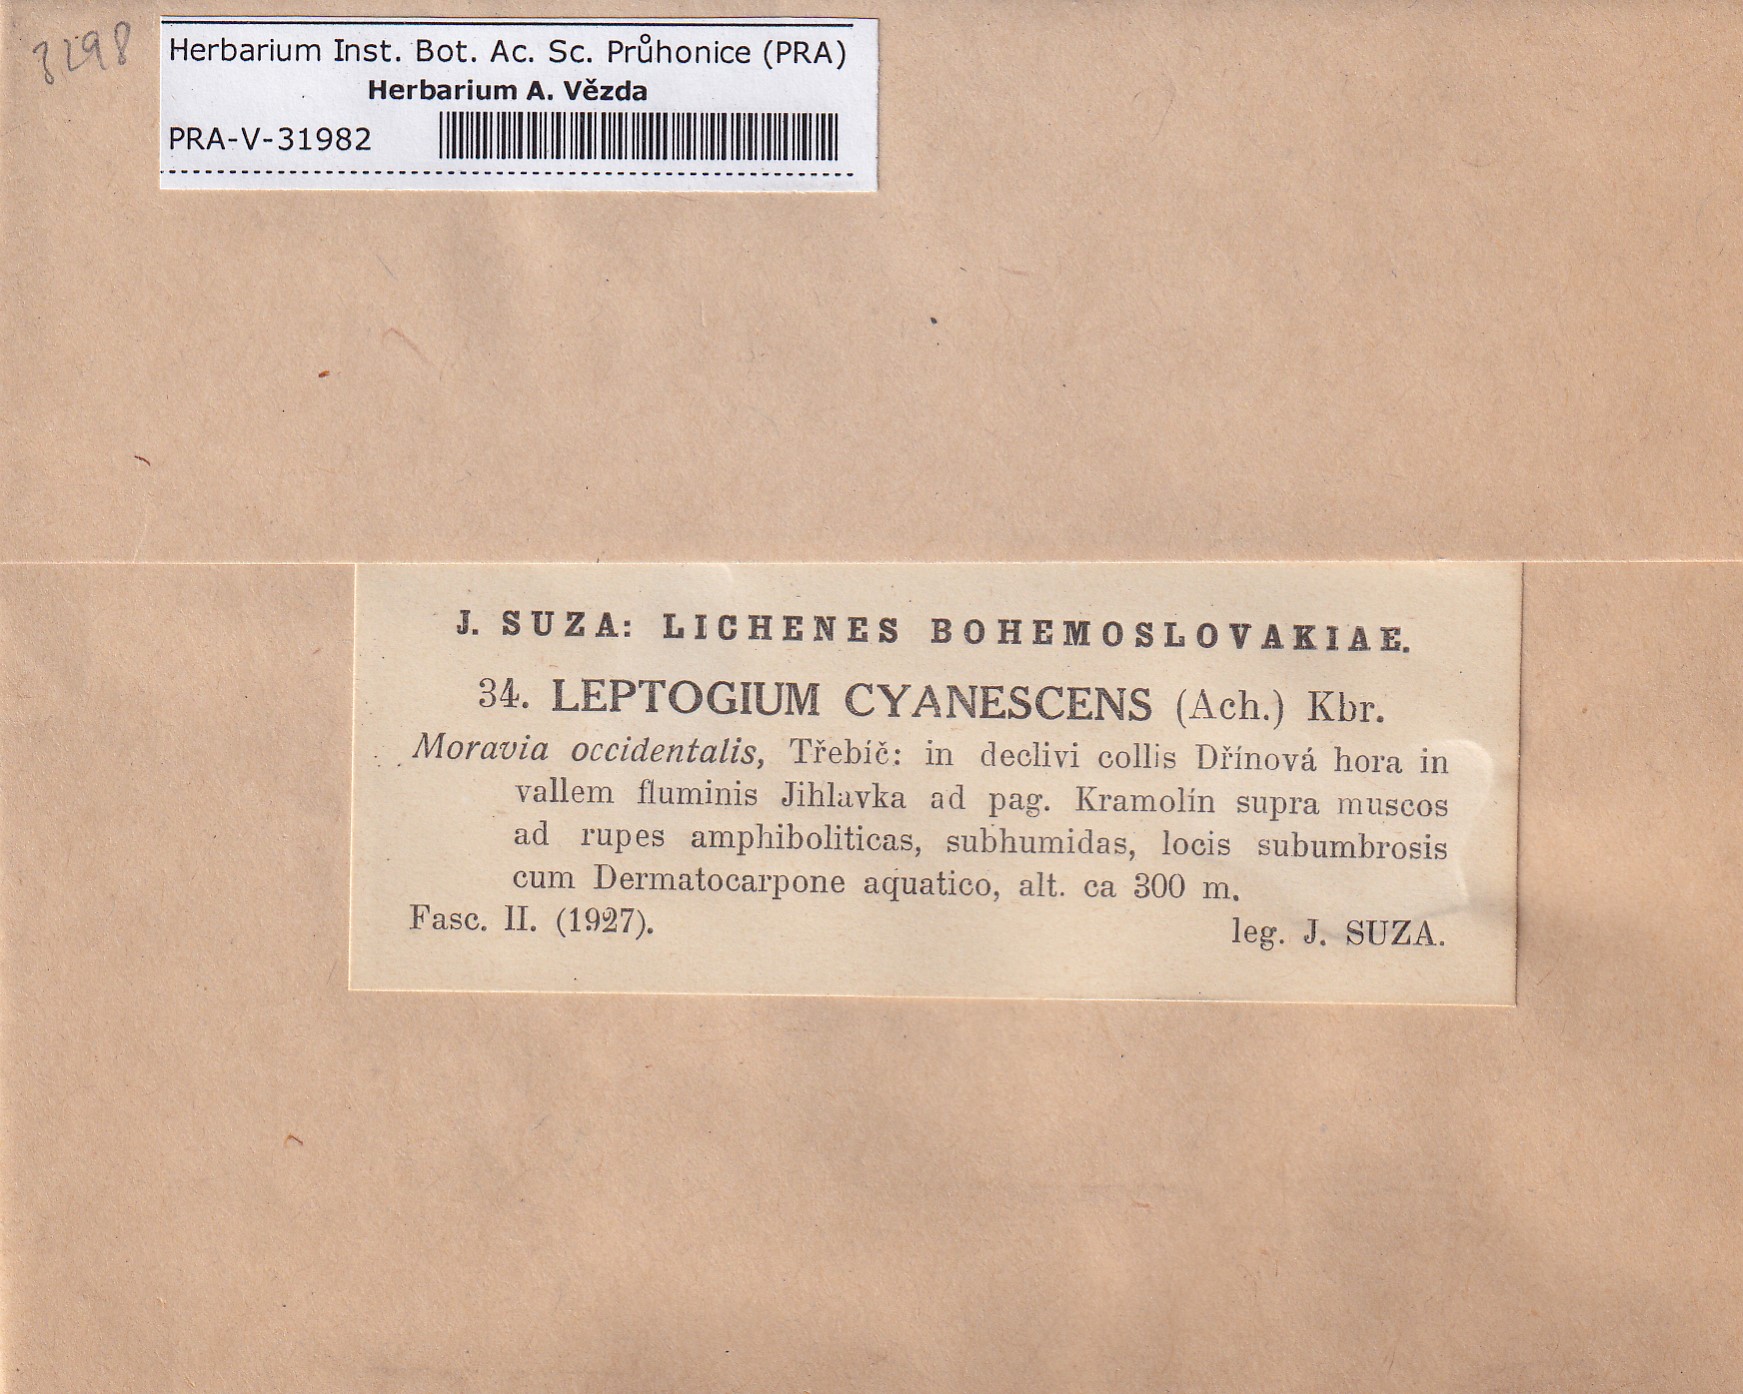 3298
Herbarium Inst. Bot. Ac. Sc. Průhonice (PRA)
Herbarium A. Vězda
PRA-V-31982
J. SUZA: LICHENES BOHEMOSLOVAKIAE.
34. LEPTOGIUM CYANESCENS (Ach.) Kbr.
Moravia occidentalis, Třebíč: in declivi collis Dřínová hora in
vallem fluminis Jihlavka ad pag. Kramolín supra muscos
ad rupes amphiboliticas, subhumidas, locis subumbrosis
cum Dermatocarpone aquatico, alt. ca 300 m.
Fasc. II. (1927).
leg. J. SUZA.